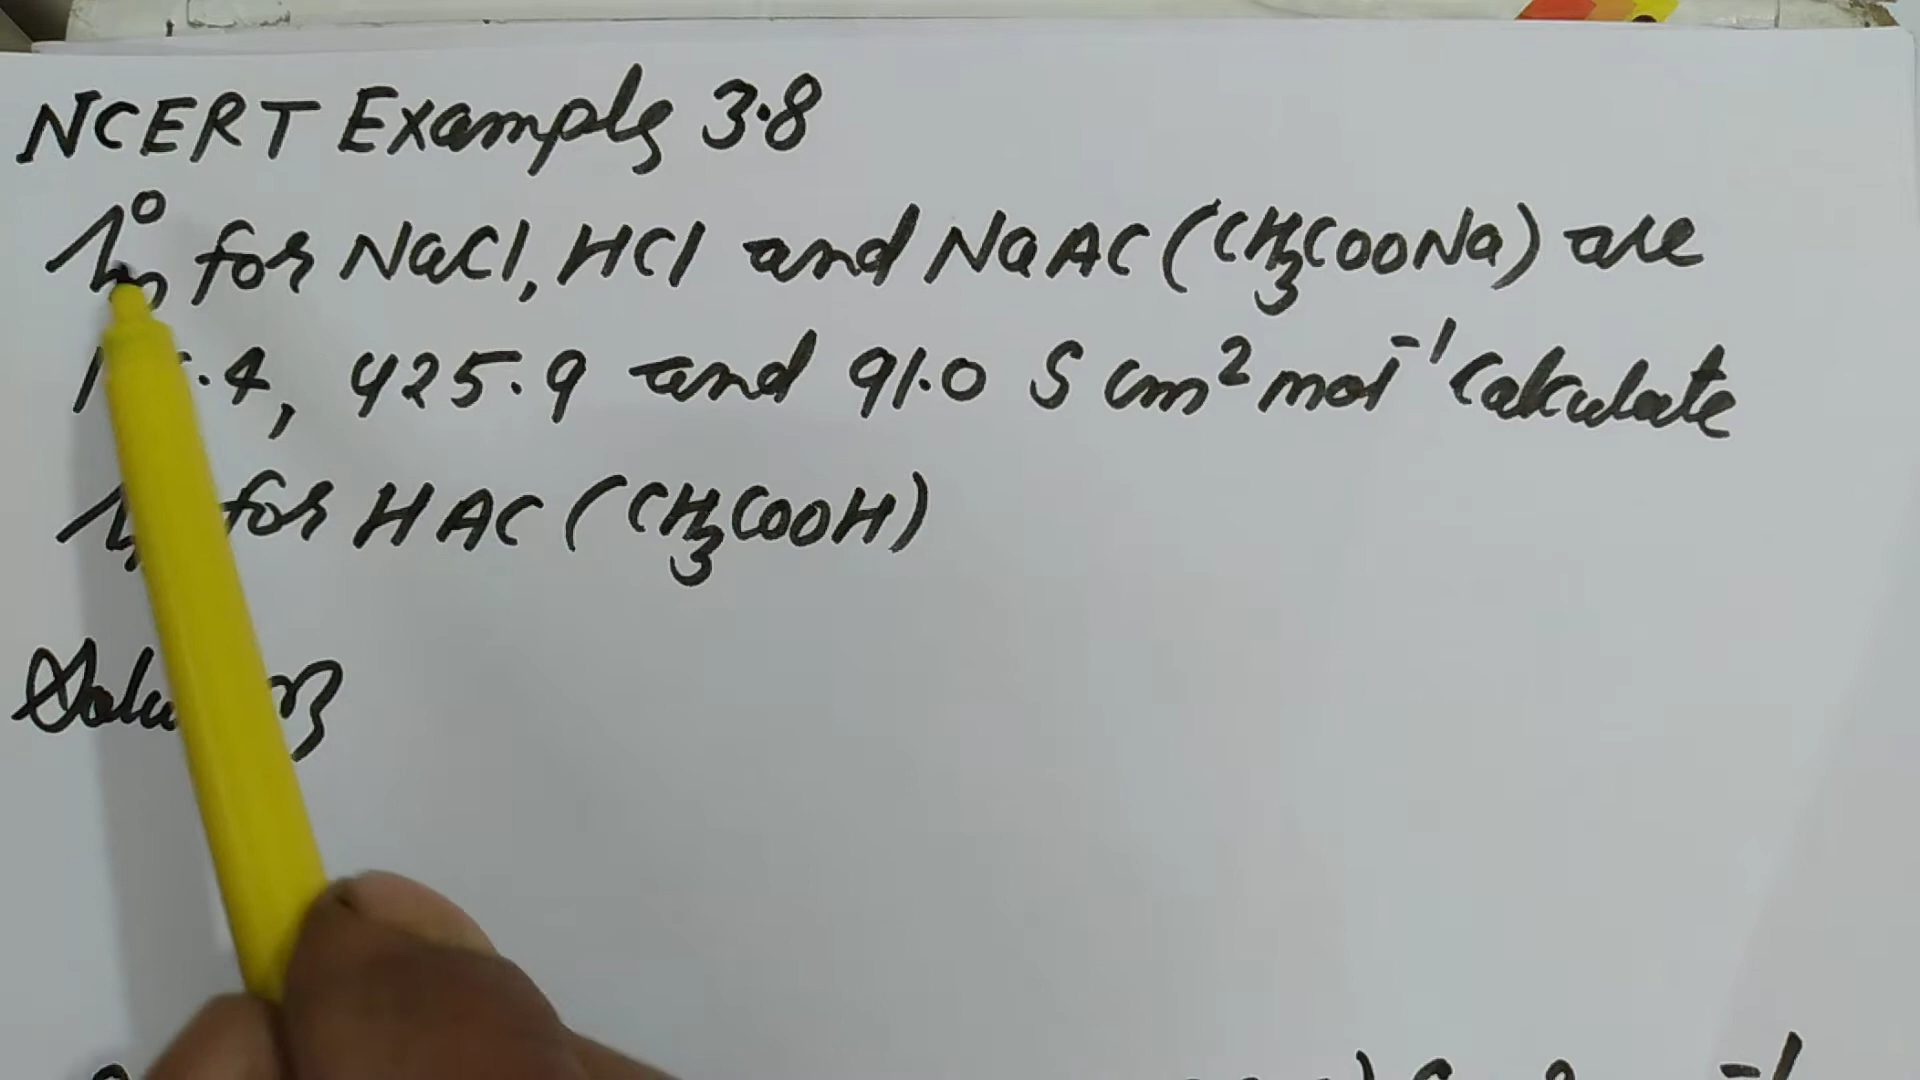 NCERT Example 3.8
Λ°m for NaCl, HCl and NaAC (CH3COONa) are
.4, 425.9 and 91.0 S cm² mol⁻¹ Calculate
for HAC (CH3COOH)